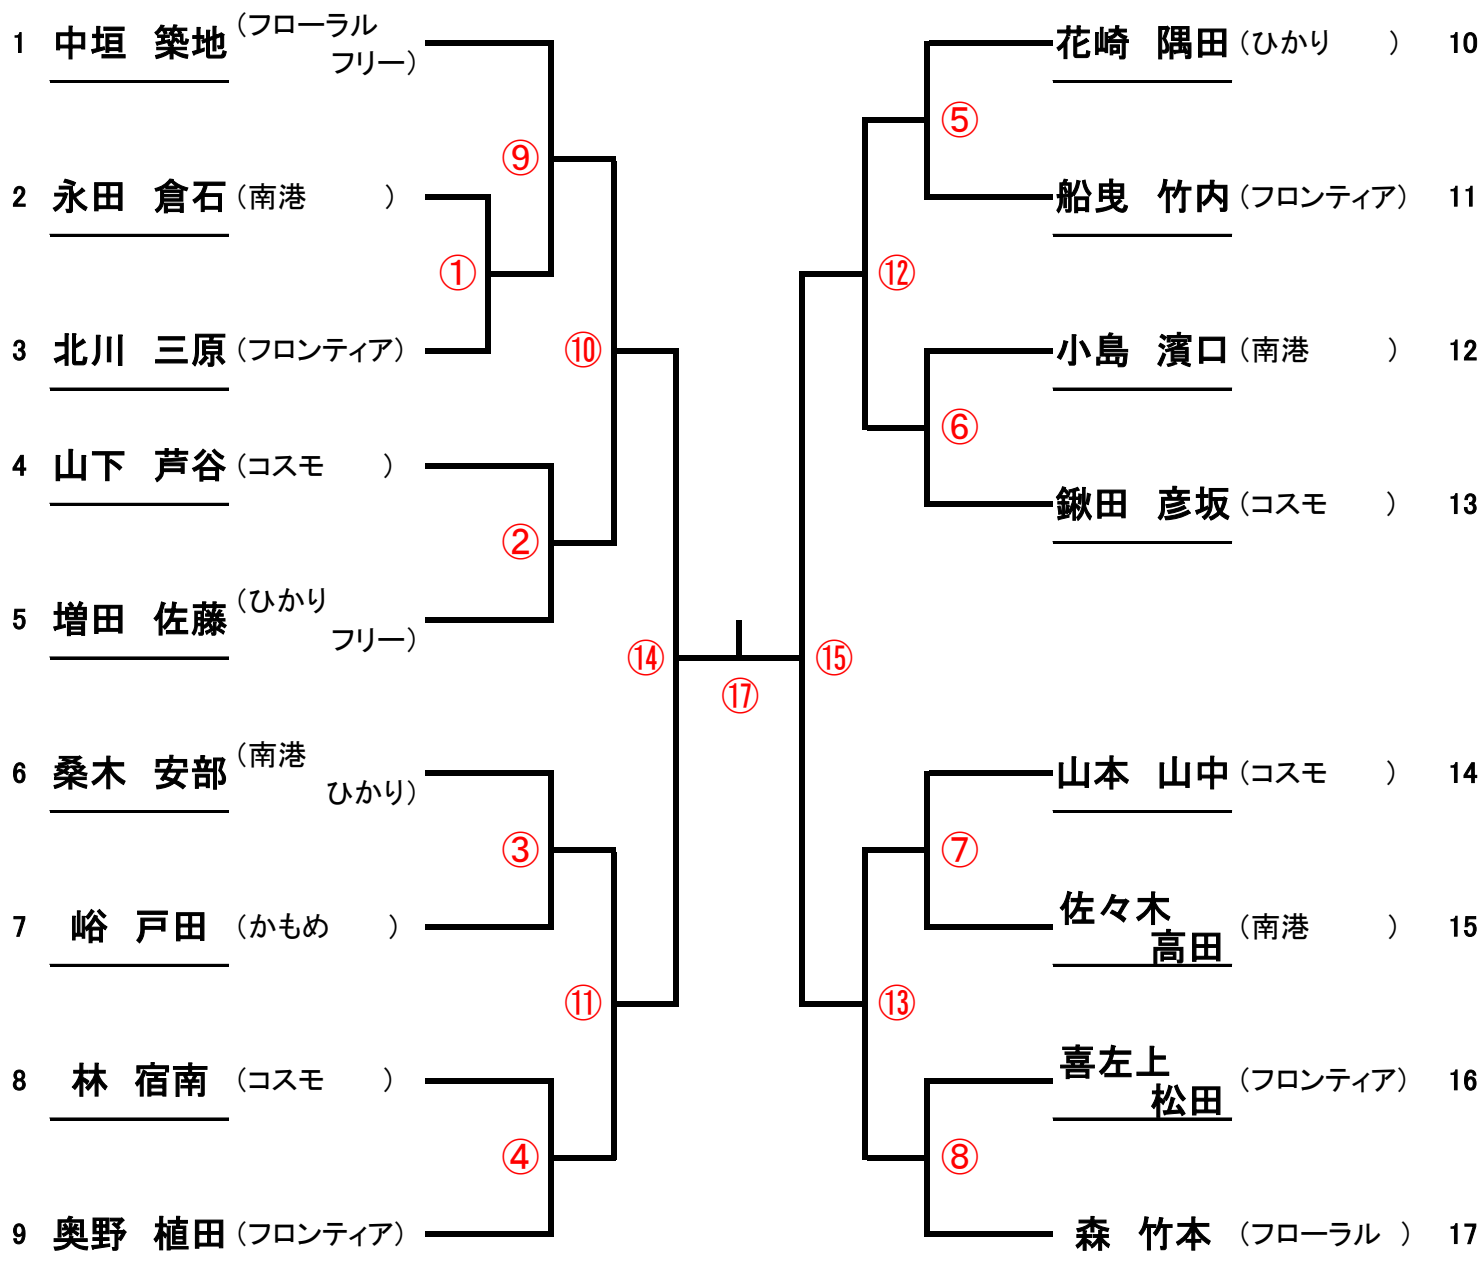 1 中垣 築地 (フローラル
フリー)
⑨
2 永田 倉石 (南港 )
①
3 北川 三原 (フロンティア)
⑩
4 山下 芦谷 (コスモ )
②
5 増田 佐藤 (ひかり
フリー)
⑭
6 桑木 安部 (南港
ひかり)
③
7 峪 戸田 (かもめ )
⑪
8 林 宿南 (コスモ )
④
9 奥野 植田 (フロンティア)
⑰
花崎 隅田 (ひかり ) 10
⑤
船曳 竹内 (フロンティア) 11
⑫
小島 濱口 (南港 ) 12
⑥
鍬田 彦坂 (コスモ ) 13
⑮
山本 山中 (コスモ ) 14
⑦
佐々木
高田 (南港 ) 15
⑬
喜左上
松田 (フロンティア) 16
⑧
森 竹本 (フローラル ) 17